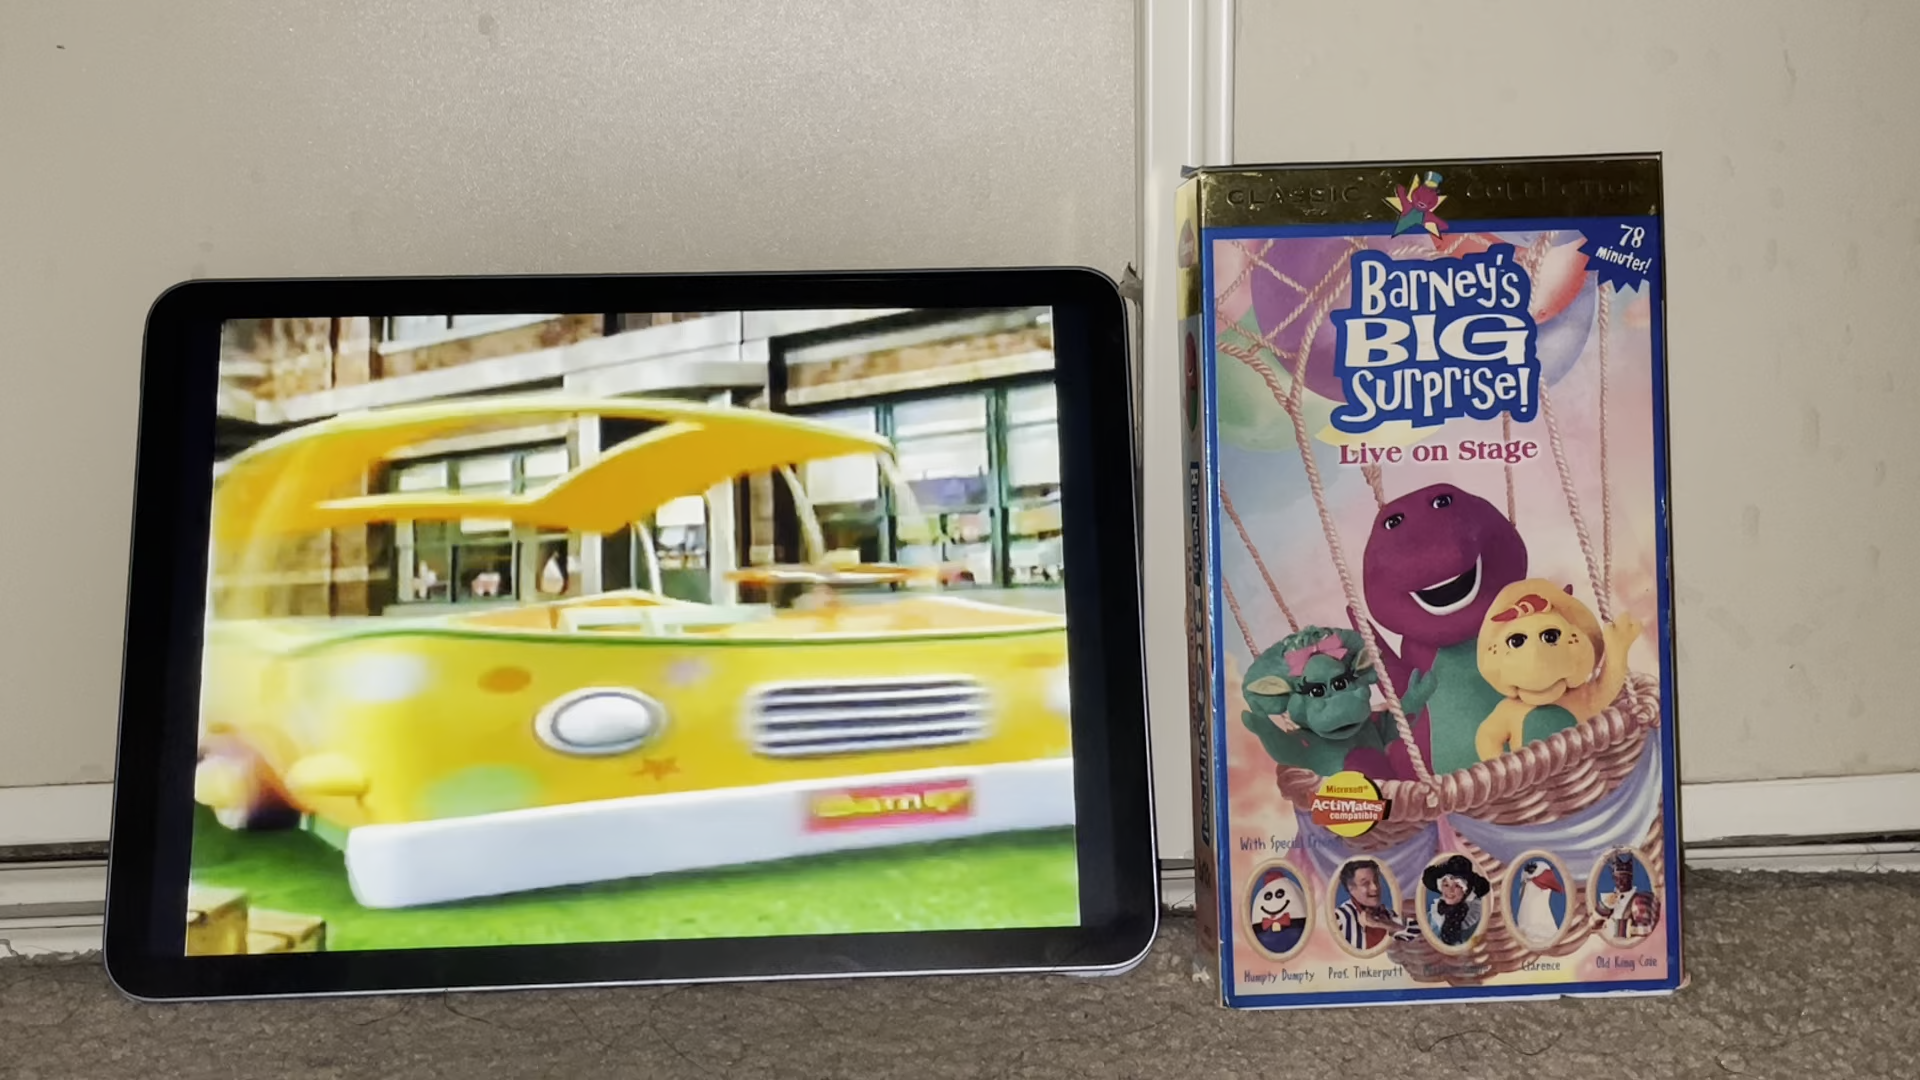 CLASSIC COLLECTION
78
minutes!
Barney's
BIG
Surprise!
Live on Stage
Microsoft®
ActiMates
compatible
With Special
Humpty Dumpty Prof. Tinkerputt
Clarence Old King Cole